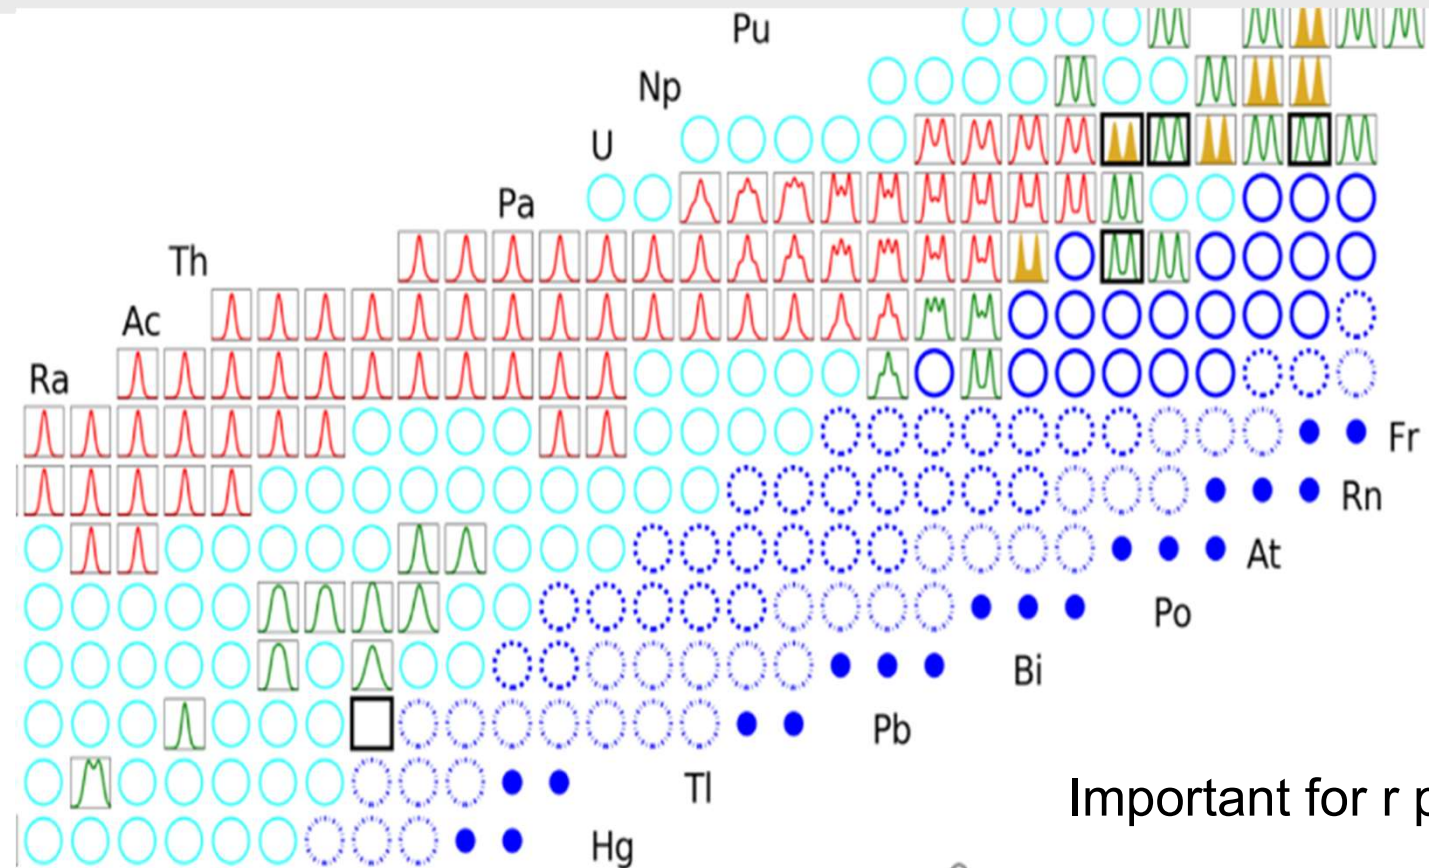 Pu
Np
U
Pa
Th
Ac
Ra
Fr
Rn
At
Po
Bi
Pb
Tl
Important for r
Hg